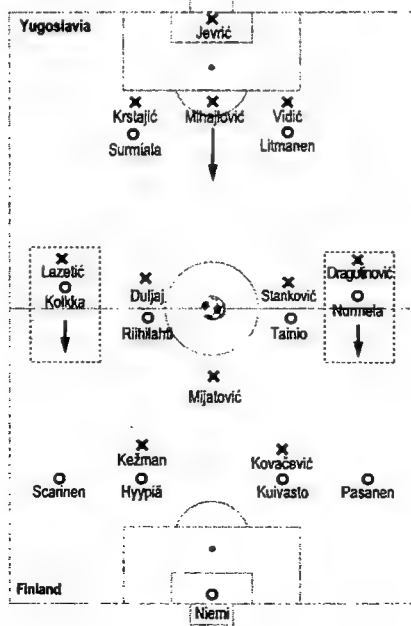 Yugoslavia
Jevrić
Krstajić Mihajlović Vidić
Surmiala Litmanen
Lazetić Dragutinović
Kolkka Duljaj Stanković Nurmela
Riihilahti Tainio
Mijatović
Kežman Kovačević
Scarinen Hyypiä Kuivasto Pasanen
Finland
Niemi